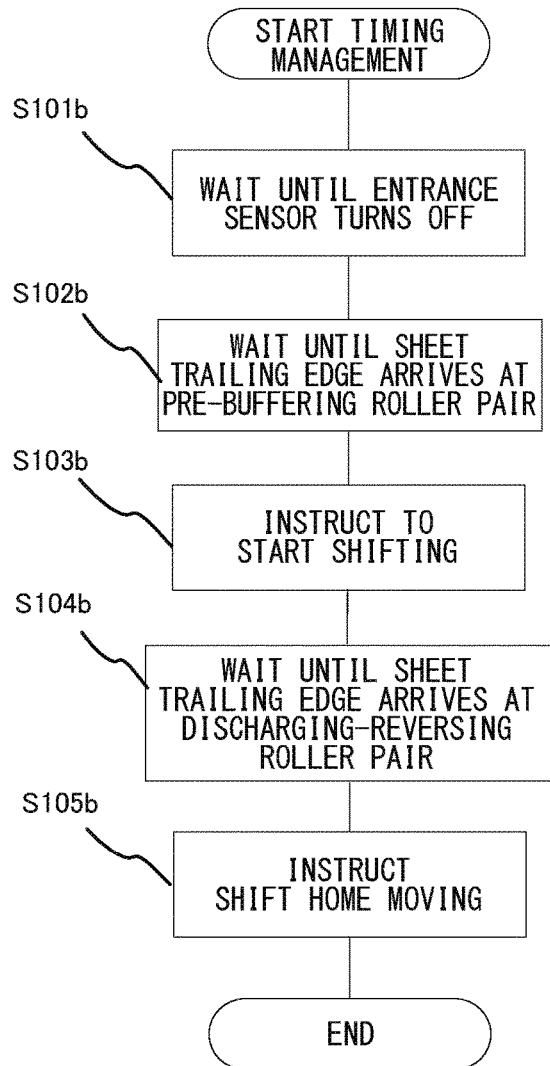 START TIMING
MANAGEMENT
S101b
WAIT UNTIL ENTRANCE
SENSOR TURNS OFF
S102b
WAIT UNTIL SHEET
TRAILING EDGE ARRIVES AT
PRE-BUFFERING ROLLER PAIR
S103b
INSTRUCT TO
START SHIFTING
S104b
WAIT UNTIL SHEET
TRAILING EDGE ARRIVES AT
DISCHARGING-REVERSING
ROLLER PAIR
S105b
INSTRUCT
SHIFT HOME MOVING
END